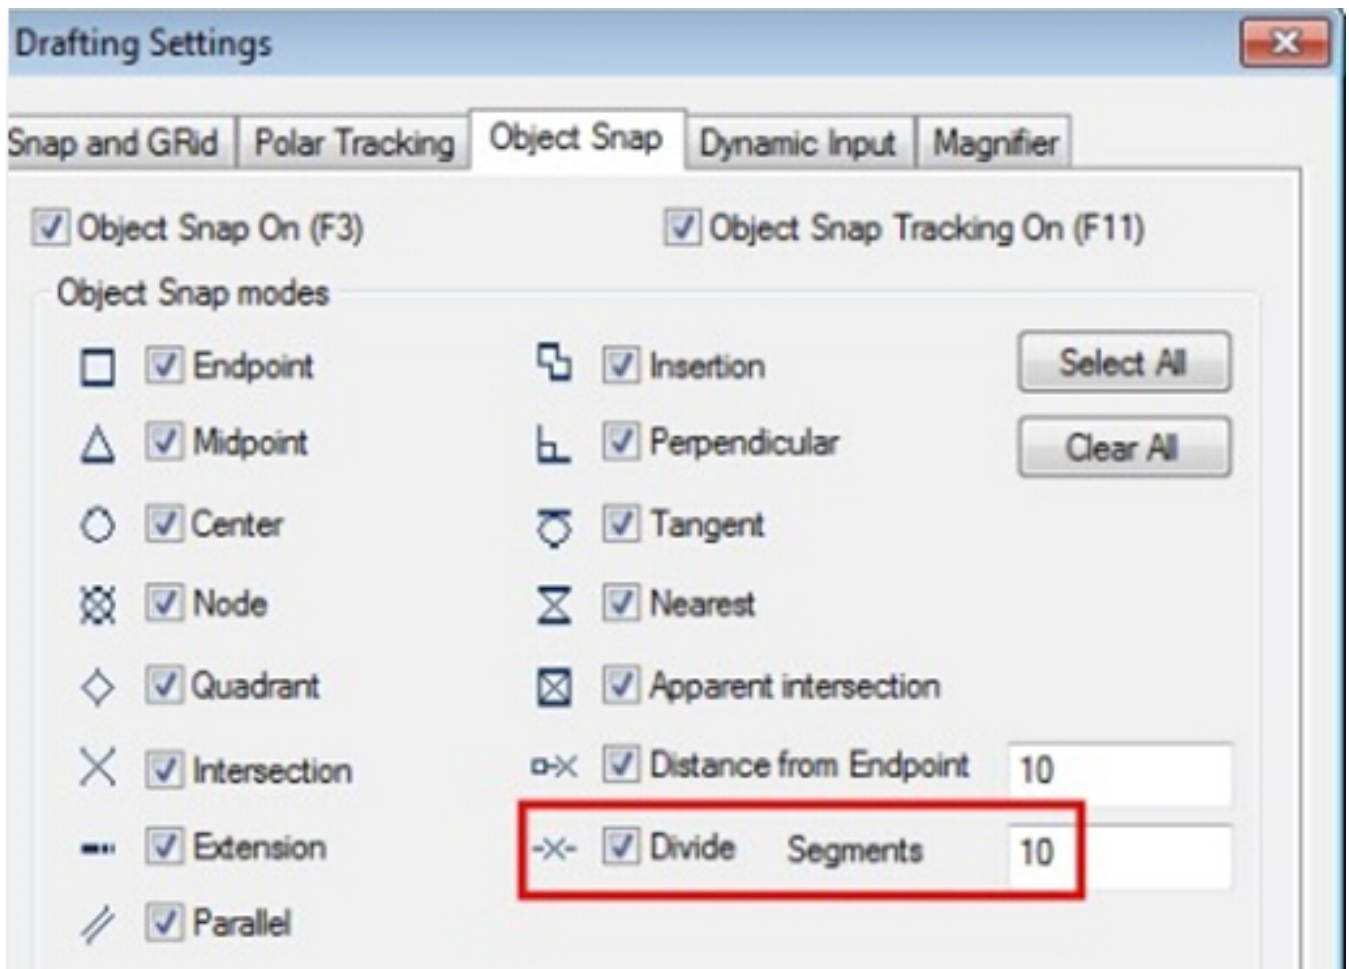 Drafting Settings
Snap and GRid Polar Tracking Object Snap Dynamic Input Magnifier
Object Snap On (F3) Object Snap Tracking On (F11)
Object Snap modes
Endpoint Insertion Select All
Midpoint Perpendicular Clear All
Center Tangent
Node Nearest
Quadrant Apparent intersection
Intersection Distance from Endpoint 10
Extension Divide Segments 10
Parallel